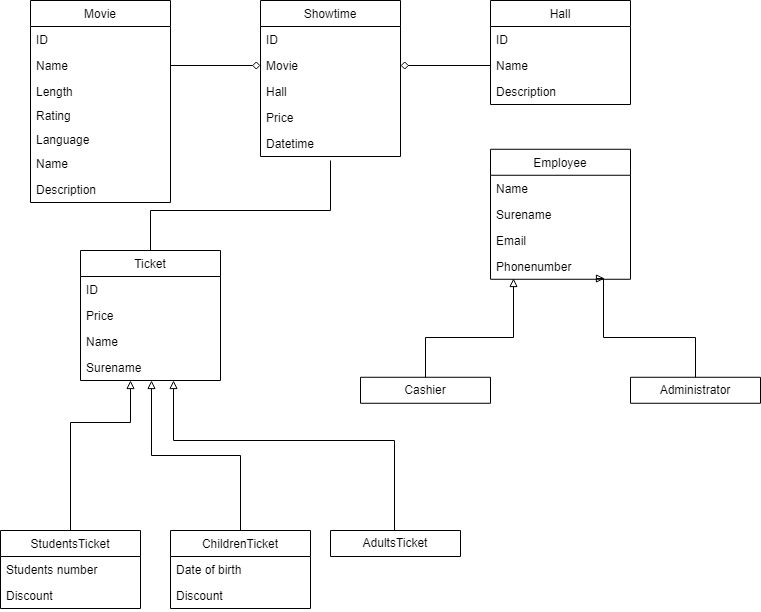 Movie
ID
Name
Length
Rating
Language
Name
Description
Showtime
ID
Movie
Hall
Price
Datetime
Hall
ID
Name
Description
Employee
Name
Surename
Email
Phonenumber
Ticket
ID
Price
Name
Surename
Cashier
Administrator
StudentsTicket
Students number
Discount
ChildrenTicket
Date of birth
Discount
AdultsTicket